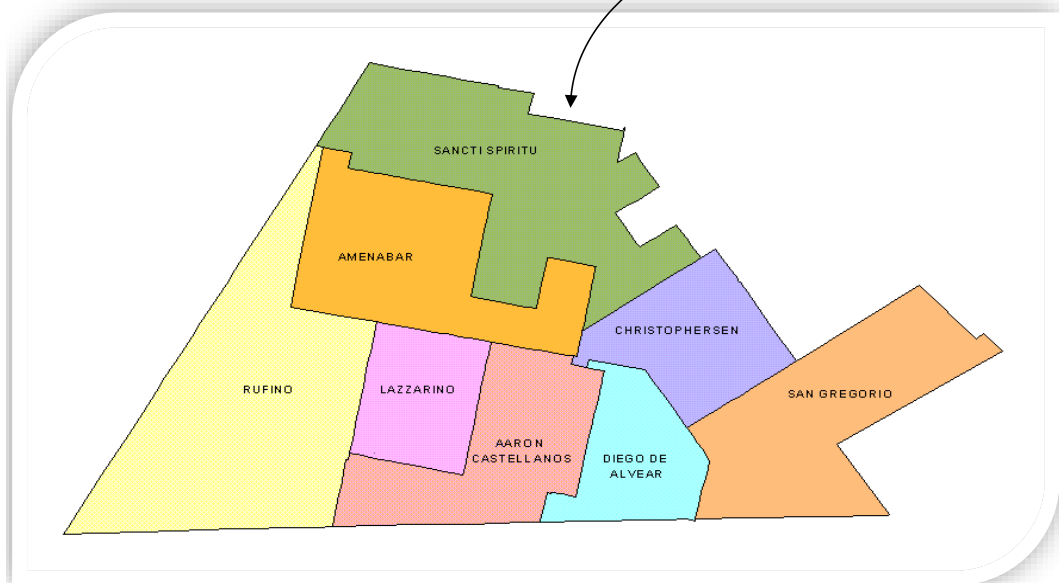 SANCTI SPIRITU
AMENABAR
CHRISTOPHERSEN
RUFINO
LAZZARINO
SAN GREGORIO
AARON
CASTELLANOS
DIEGO DE
ALVEAR